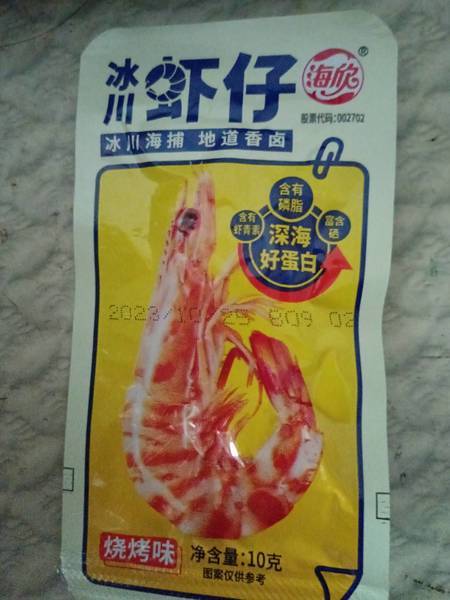 冰川虾仔
海欣®
股票代码:002702
冰川海捕 地道香卤
含有磷脂
含有虾青素
富含硒
深海
好蛋白
2023/10/25 809 02
烧烤味
净含量:10克
图案仅供参考